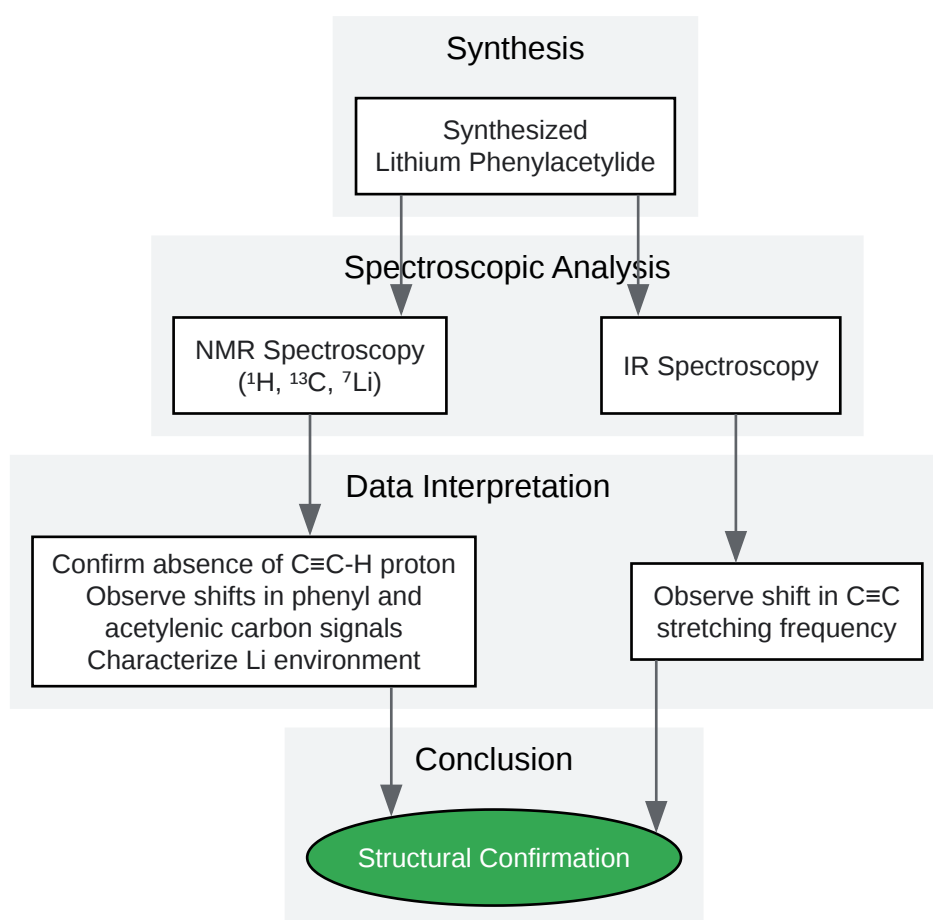 Synthesis
Synthesized
Lithium Phenylacetylide
Spectroscopic Analysis
NMR Spectroscopy
(¹H, ¹³C, ⁷Li)
IR Spectroscopy
Data Interpretation
Confirm absence of C≡C-H proton
Observe shifts in phenyl and
acetylenic carbon signals
Characterize Li environment
Observe shift in C≡C
stretching frequency
Conclusion
Structural Confirmation